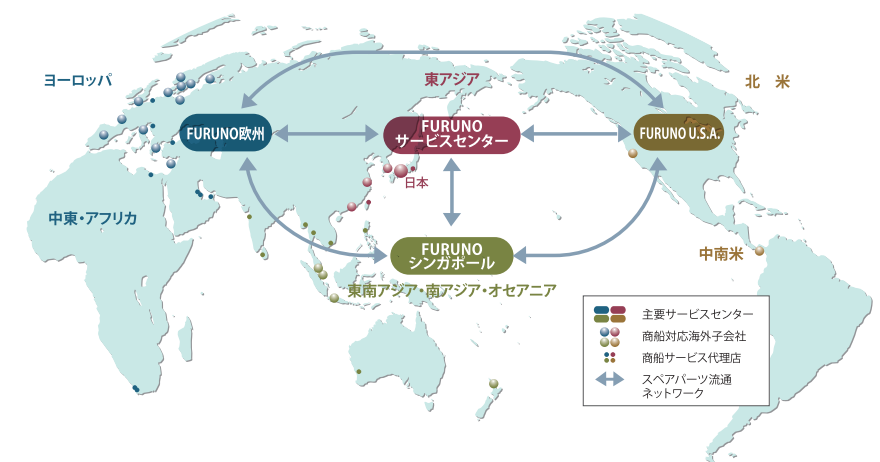 ヨーロッパ
東アジア
北 米
FURUNO欧州
FURUNO
サービスセンター
FURUNO U.S.A.
日本
中東・アフリカ
FURUNO
シンガポール
中南米
東南アジア・南アジア・オセアニア
主要サービスセンター
商船対応海外子会社
商船サービス代理店
スペアパーツ流通
ネットワーク